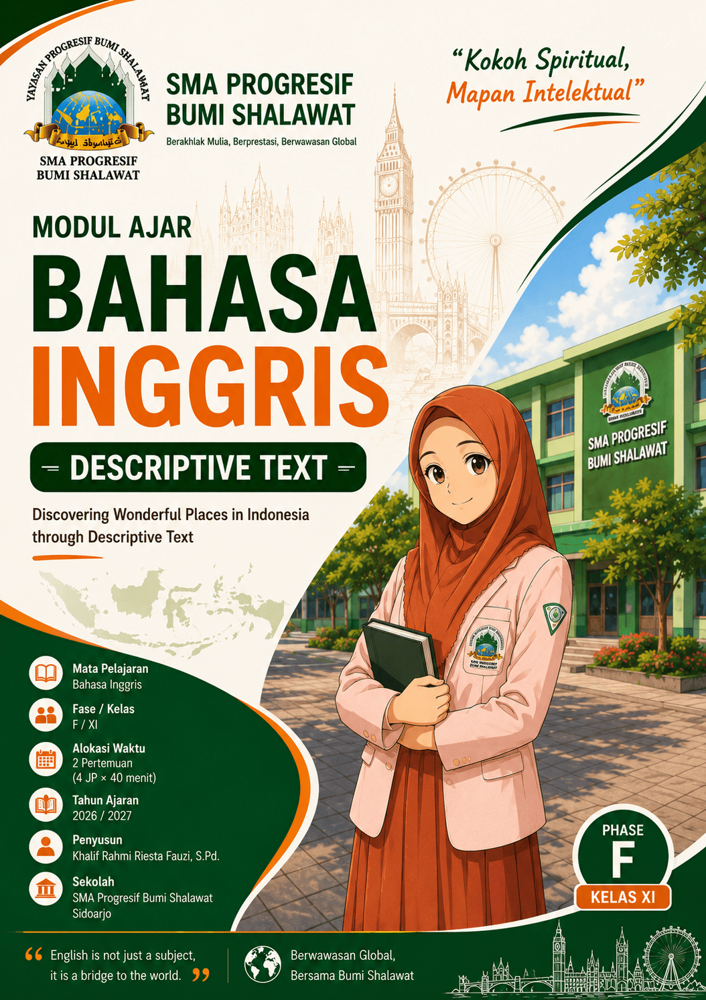 YAYASAN PROGRESIF BUMI SHALAWAT
SMA PROGRESIF
BUMI SHALAWAT
SMA PROGRESIF
BUMI SHALAWAT
Berakhlak Mulia, Berprestasi, Berwawasan Global
“Kokoh Spiritual,
Mapan Intelektual”
MODUL AJAR
BAHASA
INGGRIS
DESCRIPTIVE TEXT
Discovering Wonderful Places in Indonesia
through Descriptive Text
SMA PROGRESIF
BUMI SHALAWAT
Mata Pelajaran
Bahasa Inggris
Fase / Kelas
F / XI
Alokasi Waktu
2 Pertemuan
(4 JP × 40 menit)
Tahun Ajaran
2026 / 2027
Penyusun
Khalif Rahmi Riesta Fauzi, S.Pd.
Sekolah
SMA Progresif Bumi Shalawat
Sidoarjo
PHASE
F
KELAS XI
“ English is not just a subject,
it is a bridge to the world. ”
Berwawasan Global,
Bersama Bumi Shalawat